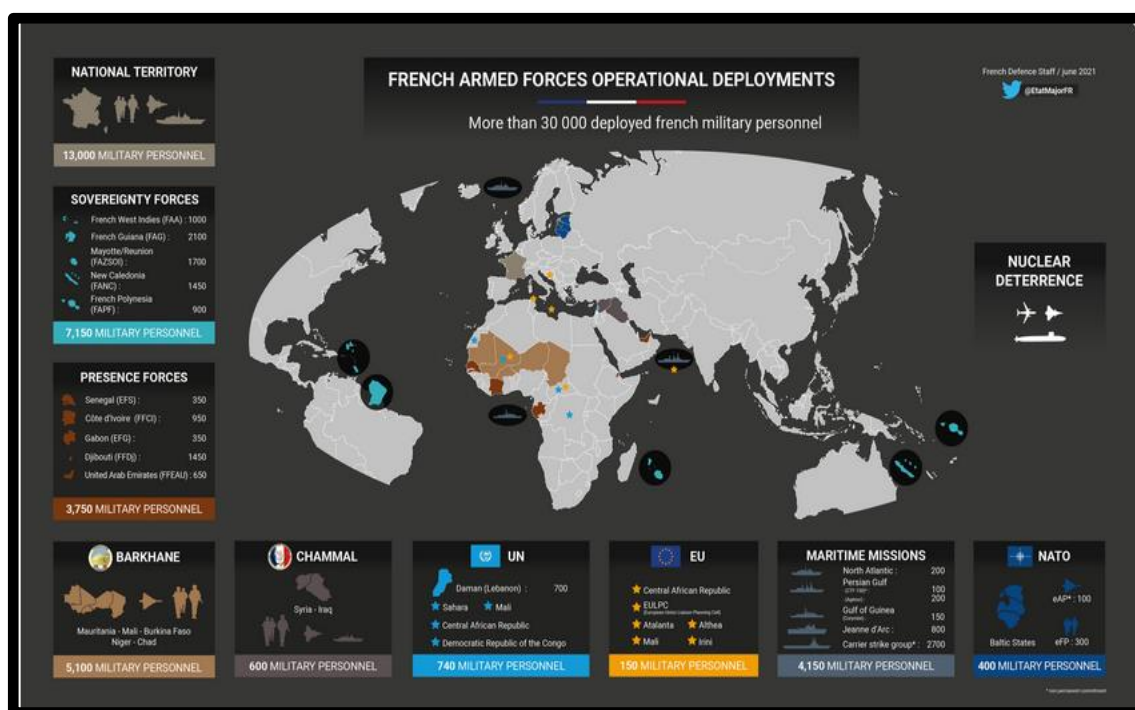 FRENCH ARMED FORCES OPERATIONAL DEPLOYMENTS
More than 30 000 deployed french military personnel
French Defence Staff / june 2021
@EtatMajorFR
NATIONAL TERRITORY
13,000 MILITARY PERSONNEL
SOVEREIGNTY FORCES
French West Indies (FAA) : 1000
French Guiana (FAG) : 2100
Mayotte/Reunion
(FAZSOI) : 1700
New Caledonia
(FANC) : 1450
French Polynesia
(FAPF) : 900
7,150 MILITARY PERSONNEL
PRESENCE FORCES
Senegal (EFS) : 350
Côte d'Ivoire (FFCI) : 950
Gabon (EFG) : 350
Djibouti (FFDj) : 1450
United Arab Emirates (FFEAU) : 650
3,750 MILITARY PERSONNEL
NUCLEAR
DETERRENCE
BARKHANE
Mauritania - Mali - Burkina Faso
Niger - Chad
5,100 MILITARY PERSONNEL
CHAMMAL
Syria - Iraq
600 MILITARY PERSONNEL
UN
Daman (Lebanon) : 700
Sahara Mali
Central African Republic
Democratic Republic of the Congo
740 MILITARY PERSONNEL
EU
Central African Republic
EULPC
Atalanta Althea
Mali Irini
150 MILITARY PERSONNEL
MARITIME MISSIONS
North Atlantic : 200
Persian Gulf
100
(Agénor) : 200
Gulf of Guinea
(Corymbe) : 150
Jeanne d'Arc : 800
Carrier strike group* : 2700
4,150 MILITARY PERSONNEL
NATO
eAP* : 100
Baltic States eFP : 300
400 MILITARY PERSONNEL
* non permanent commitment